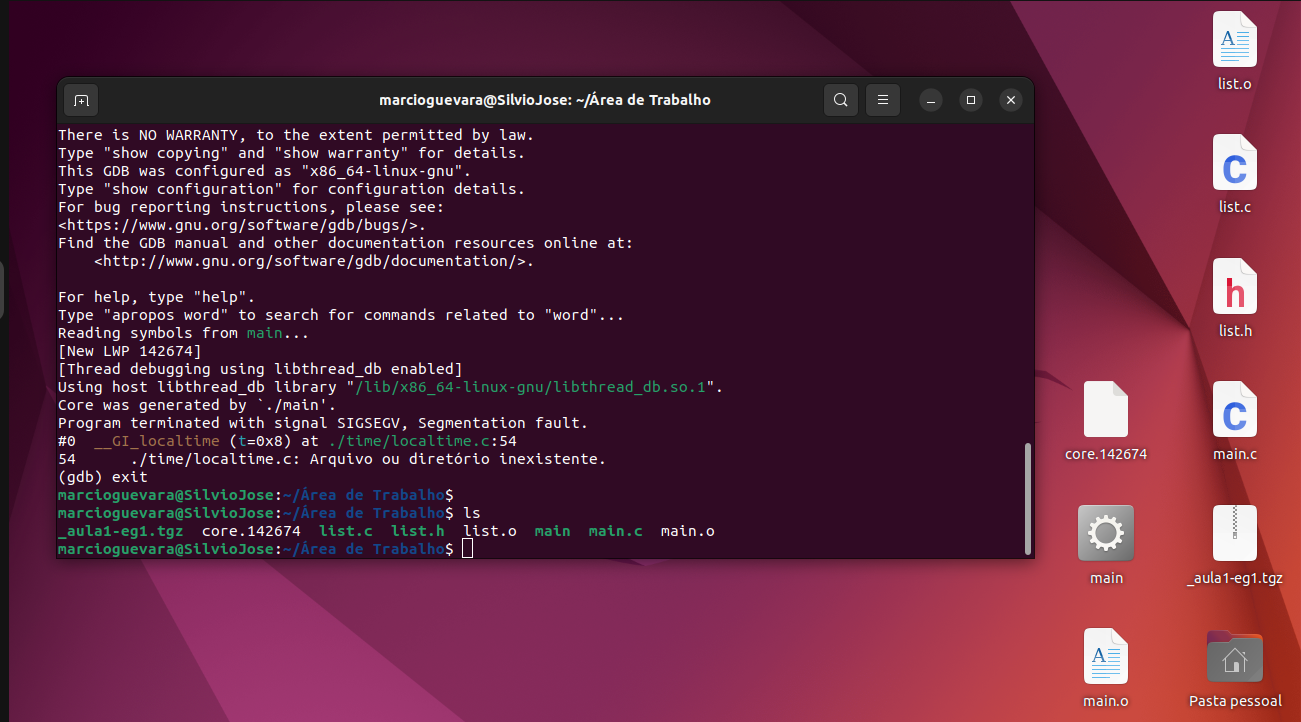 marcioguevara@SilvioJose: ~/Área de Trabalho
There is NO WARRANTY, to the extent permitted by law.
Type "show copying" and "show warranty" for details.
This GDB was configured as "x86_64-linux-gnu".
Type "show configuration" for configuration details.
For bug reporting instructions, please see:
<https://www.gnu.org/software/gdb/bugs/>.
Find the GDB manual and other documentation resources online at:
    <http://www.gnu.org/software/gdb/documentation/>.
For help, type "help".
Type "apropos word" to search for commands related to "word"...
Reading symbols from main...
[New LWP 142674]
[Thread debugging using libthread_db enabled]
Using host libthread_db library "/lib/x86_64-linux-gnu/libthread_db.so.1".
Core was generated by `./main'.
Program terminated with signal SIGSEGV, Segmentation fault.
#0  __GI_localtime (t=0x8) at ./time/localtime.c:54
54      ./time/localtime.c: Arquivo ou diretório inexistente.
(gdb) exit
marcioguevara@SilvioJose:~/Área de Trabalho$
marcioguevara@SilvioJose:~/Área de Trabalho$ ls
_aula1-eg1.tgz  core.142674  list.c  list.h  list.o  main  main.c  main.o
marcioguevara@SilvioJose:~/Área de Trabalho$
A
list.o
C
list.c
h
list.h
core.142674
C
main.c
main
_aula1-eg1.tgz
A
main.o
Pasta pessoal